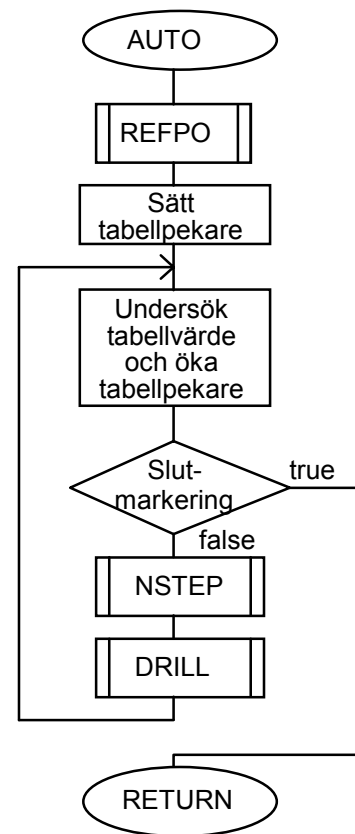 AUTO
REFPO
Sätt
tabellpekare
Undersök
tabellvärde
och öka
tabellpekare
Slut-
markering
true
false
NSTEP
DRILL
RETURN